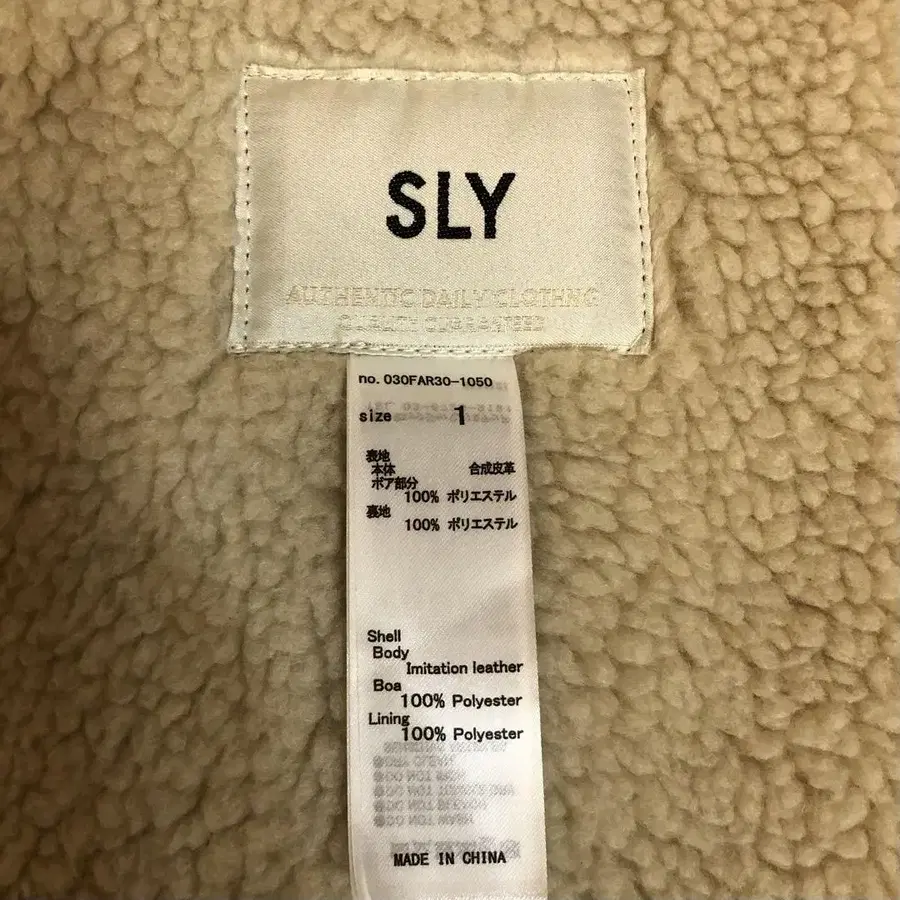 SLY
AUTHENTIC DAILY CLOTHNG
QUALITY GUARANTEED
no. 030FAR30-1050
size 1
表地
本体 合成皮革
ボア部分
100% ポリエステル
裏地
100% ポリエステル
Shell
Body
Imitation leather
Boa
100% Polyester
Lining
100% Polyester
MADE IN CHINA